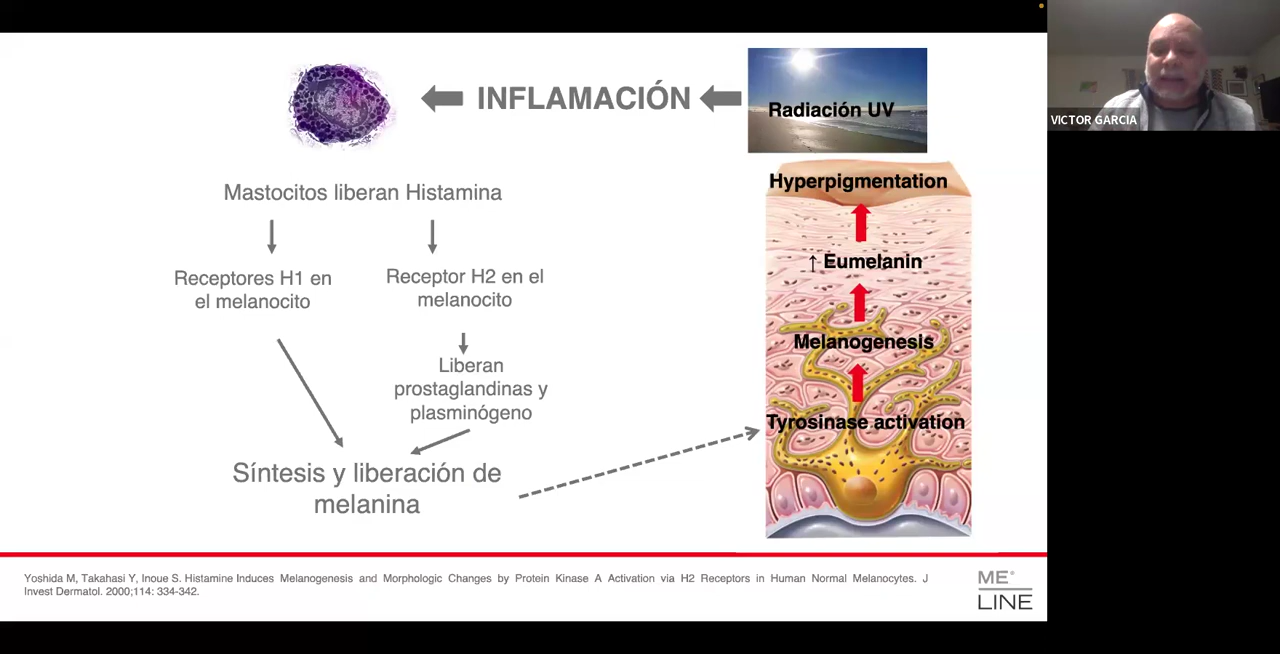 INFLAMACIÓN
Radiación UV
VICTOR GARCIA
Mastocitos liberan Histamina
Receptores H1 en
el melanocito
Receptor H2 en el
melanocito
Liberan
prostaglandinas y
plasminógeno
Síntesis y liberación de
melanina
Hyperpigmentation
↑ Eumelanin
Melanogenesis
Tyrosinase activation
Yoshida M, Takahasi Y, Inoue S. Histamine Induces Melanogenesis and Morphologic Changes by Protein Kinase A Activation via H2 Receptors in Human Normal Melanocytes. J
Invest Dermatol. 2000;114: 334-342.
ME®
LINE